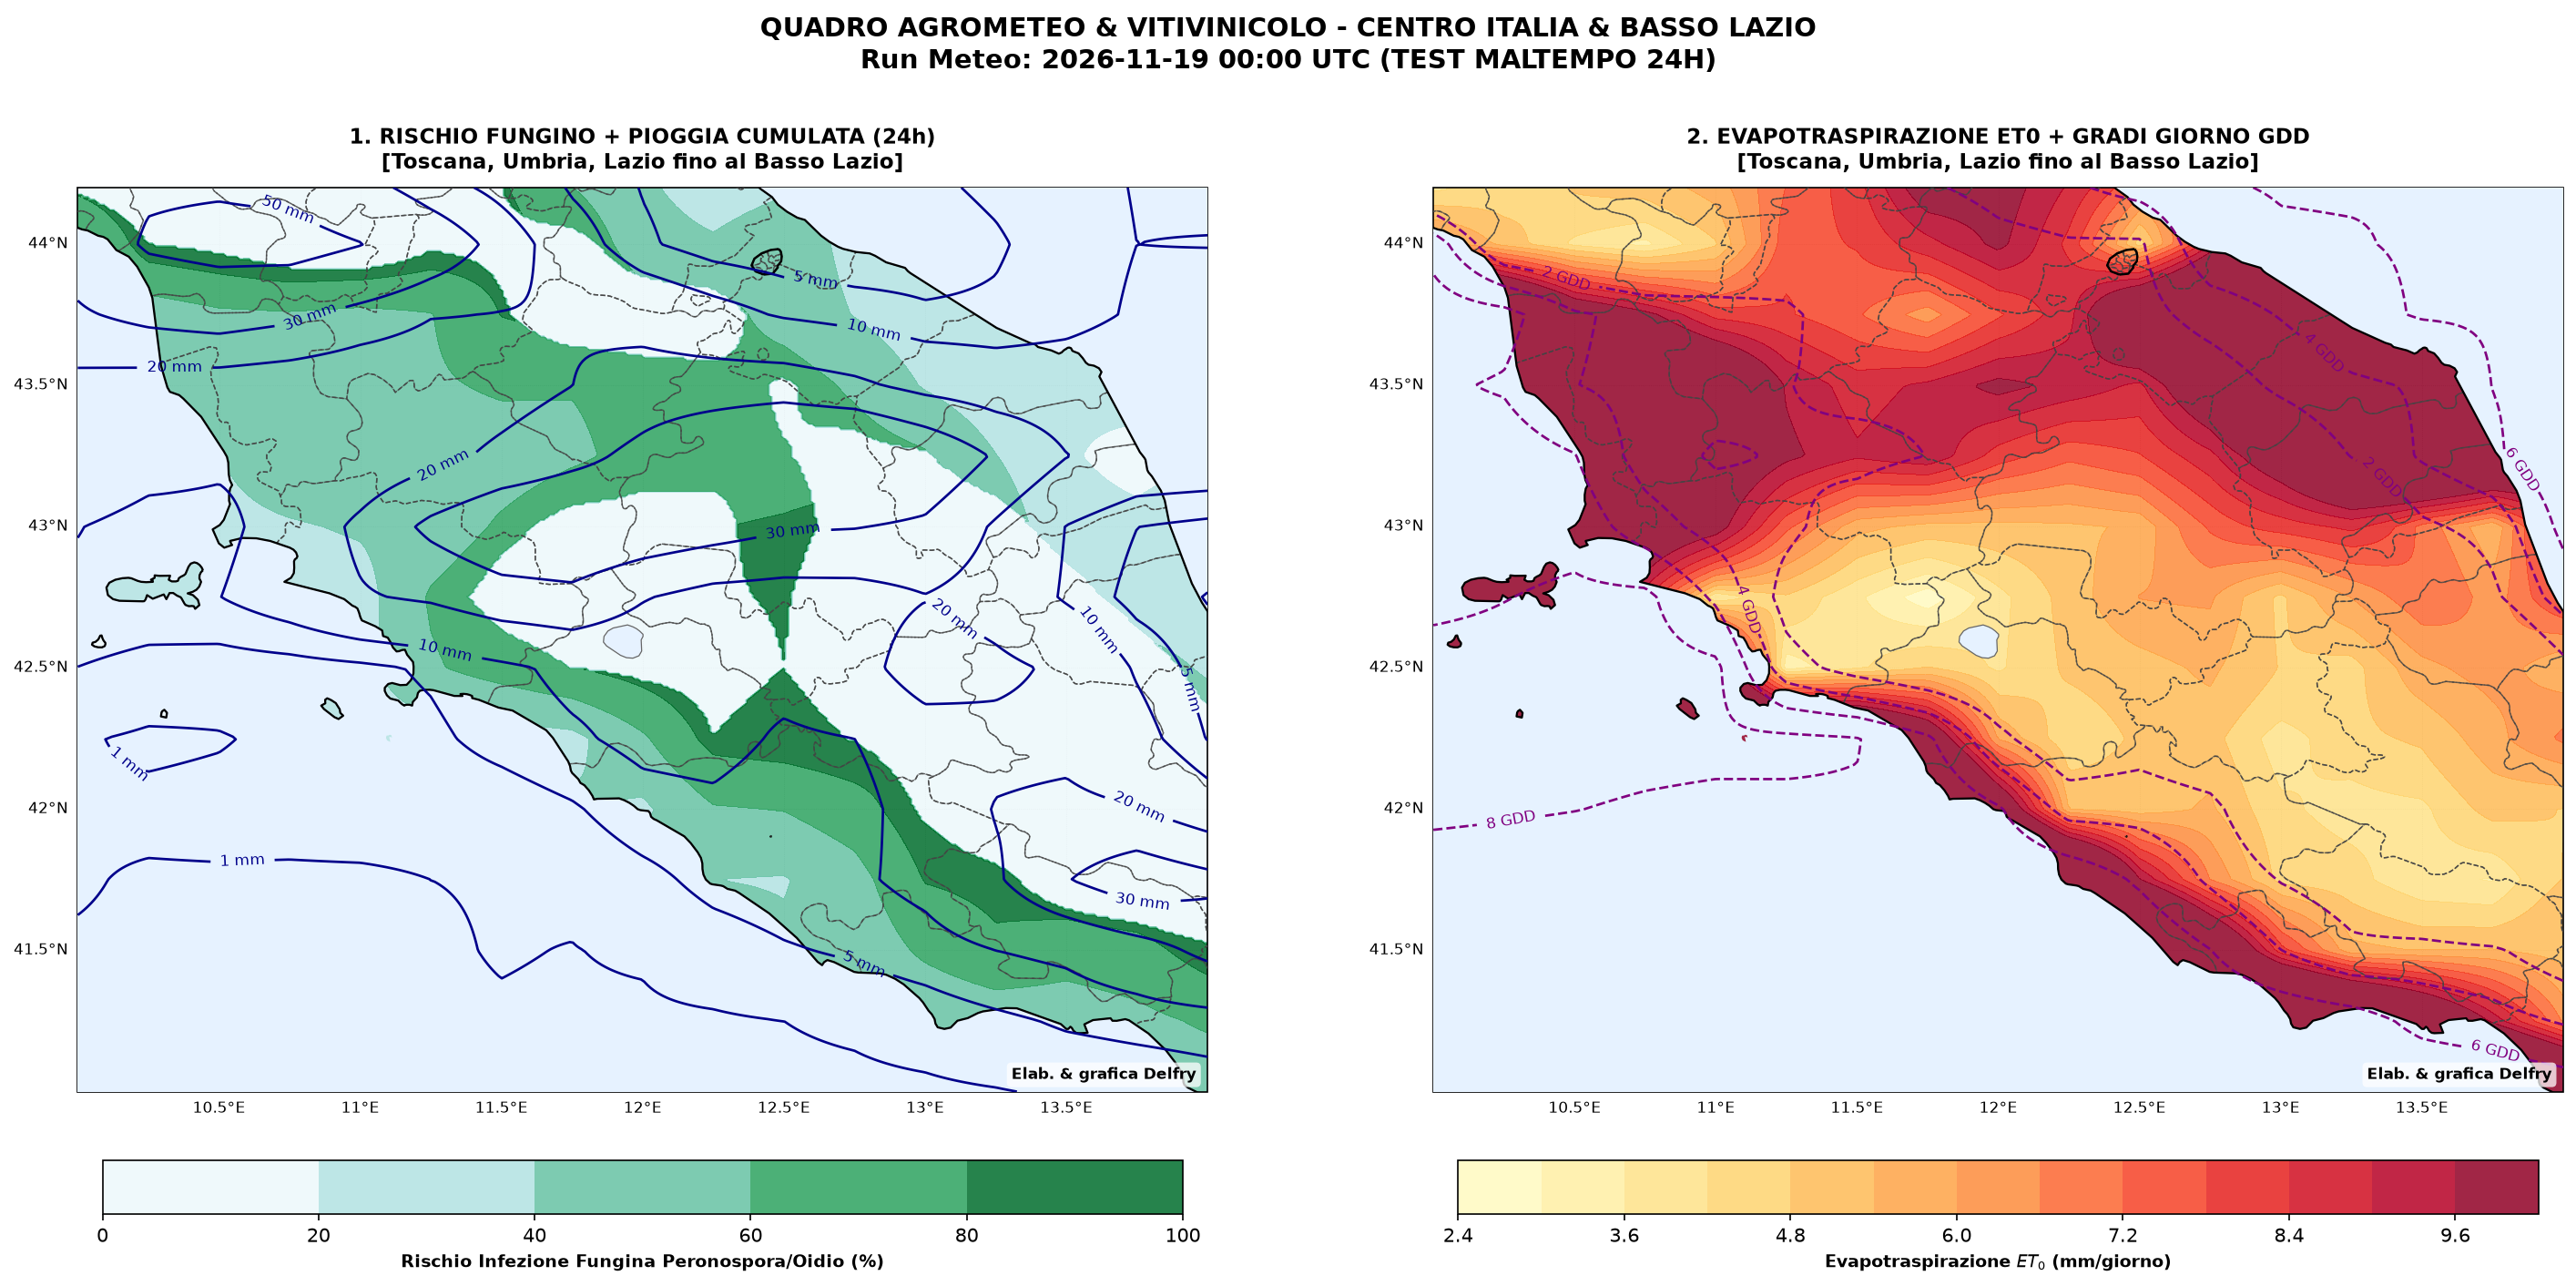 QUADRO AGROMETEO & VITIVINICOLO - CENTRO ITALIA & BASSO LAZIO
Run Meteo: 2026-11-19 00:00 UTC (TEST MALTEMPO 24H)
1. RISCHIO FUNGINO + PIOGGIA CUMULATA (24h)
[Toscana, Umbria, Lazio fino al Basso Lazio]
50 mm
5 mm
30 mm
10 mm
20 mm
20 mm
30 mm
20 mm
10 mm
10 mm
5 mm
1 mm
20 mm
1 mm
30 mm
5 mm
44°N
43.5°N
43°N
42.5°N
42°N
41.5°N
Elab. & grafica Delfry
10.5°E
11°E
11.5°E
12°E
12.5°E
13°E
13.5°E
0
20
40
60
80
100
Rischio Infezione Fungina Peronospora/Oidio (%)
2. EVAPOTRASPIRAZIONE ET0 + GRADI GIORNO GDD
[Toscana, Umbria, Lazio fino al Basso Lazio]
2 GDD
4 GDD
2 GDD
6 GDD
4 GDD
8 GDD
6 GDD
44°N
43.5°N
43°N
42.5°N
42°N
41.5°N
Elab. & grafica Delfry
10.5°E
11°E
11.5°E
12°E
12.5°E
13°E
13.5°E
2.4
3.6
4.8
6.0
7.2
8.4
9.6
Evapotraspirazione ET₀ (mm/giorno)